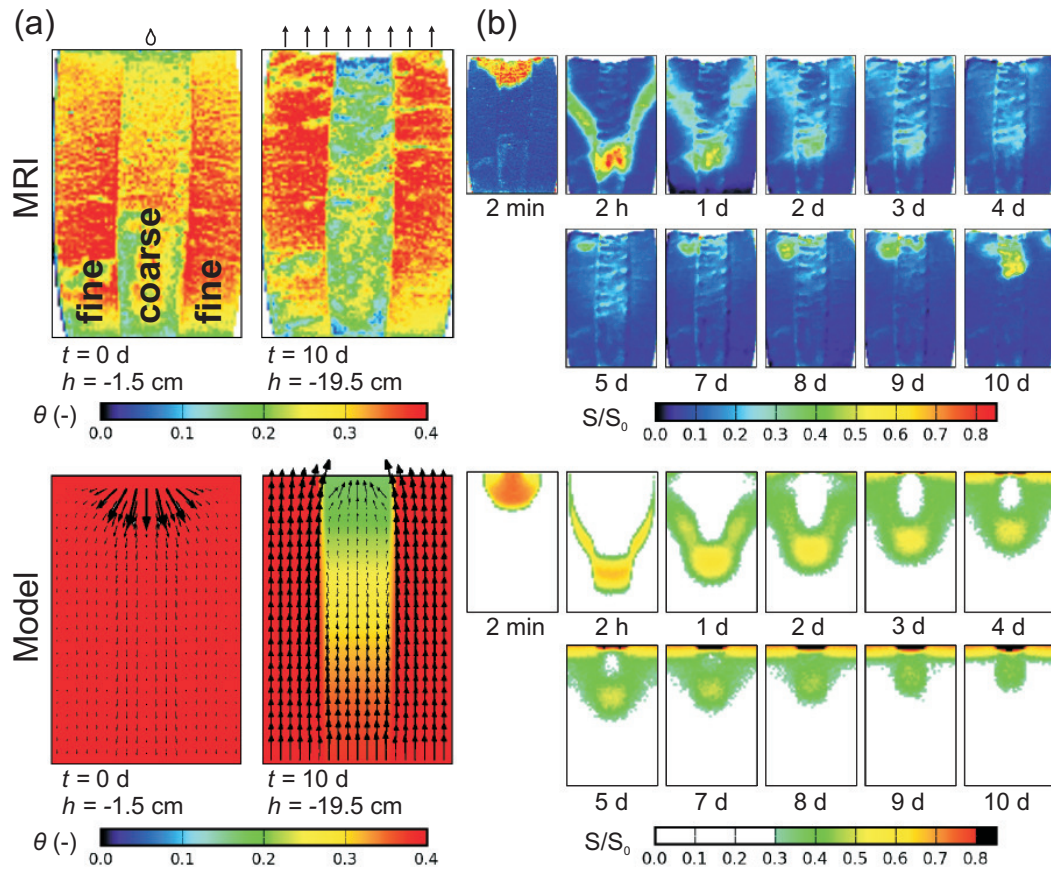 (a)
(b)
MRI
fine
coarse
fine
t = 0 d
h = -1.5 cm
t = 10 d
h = -19.5 cm
θ (-)
0.0 0.1 0.2 0.3 0.4
2 min
2 h
1 d
2 d
3 d
4 d
5 d
7 d
8 d
9 d
10 d
S/S₀
0.0 0.1 0.2 0.3 0.4 0.5 0.6 0.7 0.8
Model
t = 0 d
h = -1.5 cm
t = 10 d
h = -19.5 cm
θ (-)
0.0 0.1 0.2 0.3 0.4
2 min
2 h
1 d
2 d
3 d
4 d
5 d
7 d
8 d
9 d
10 d
S/S₀
0.0 0.1 0.2 0.3 0.4 0.5 0.6 0.7 0.8